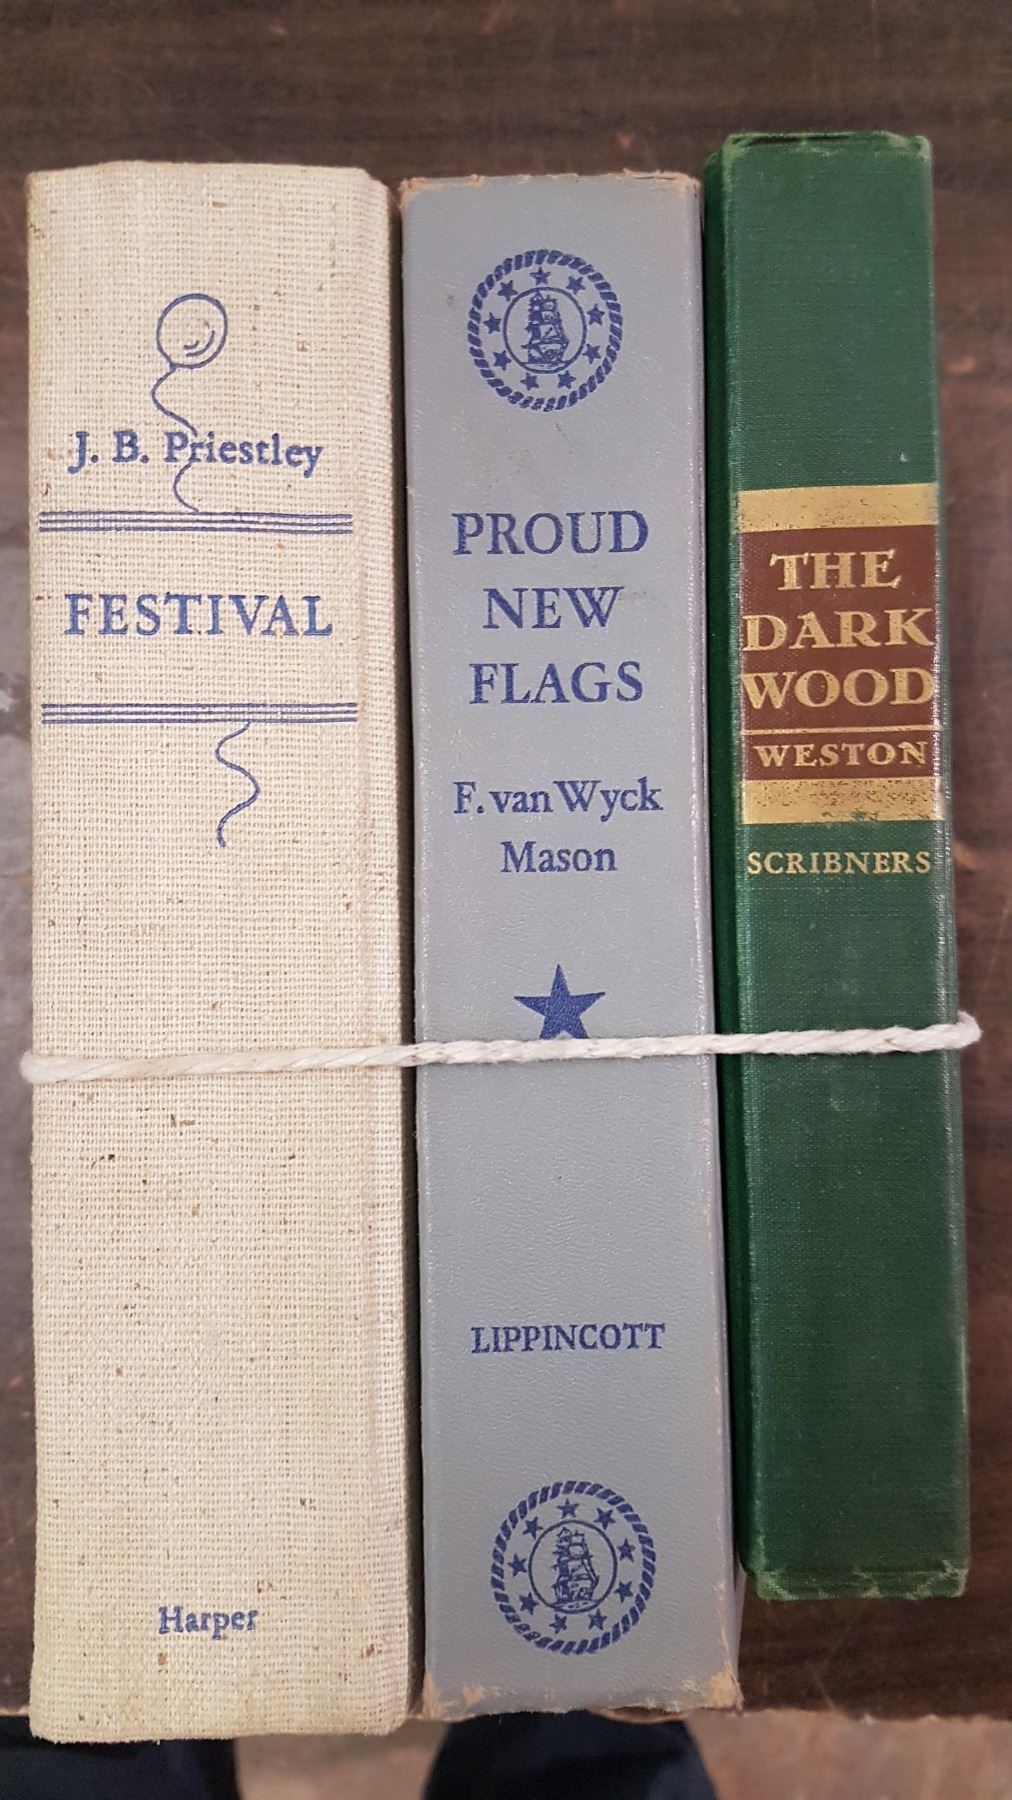 J. B. Priestley
FESTIVAL
Harper
PROUD
NEW
FLAGS
F. van Wyck
Mason
LIPPINCOTT
THE
DARK
WOOD
WESTON
SCRIBNERS